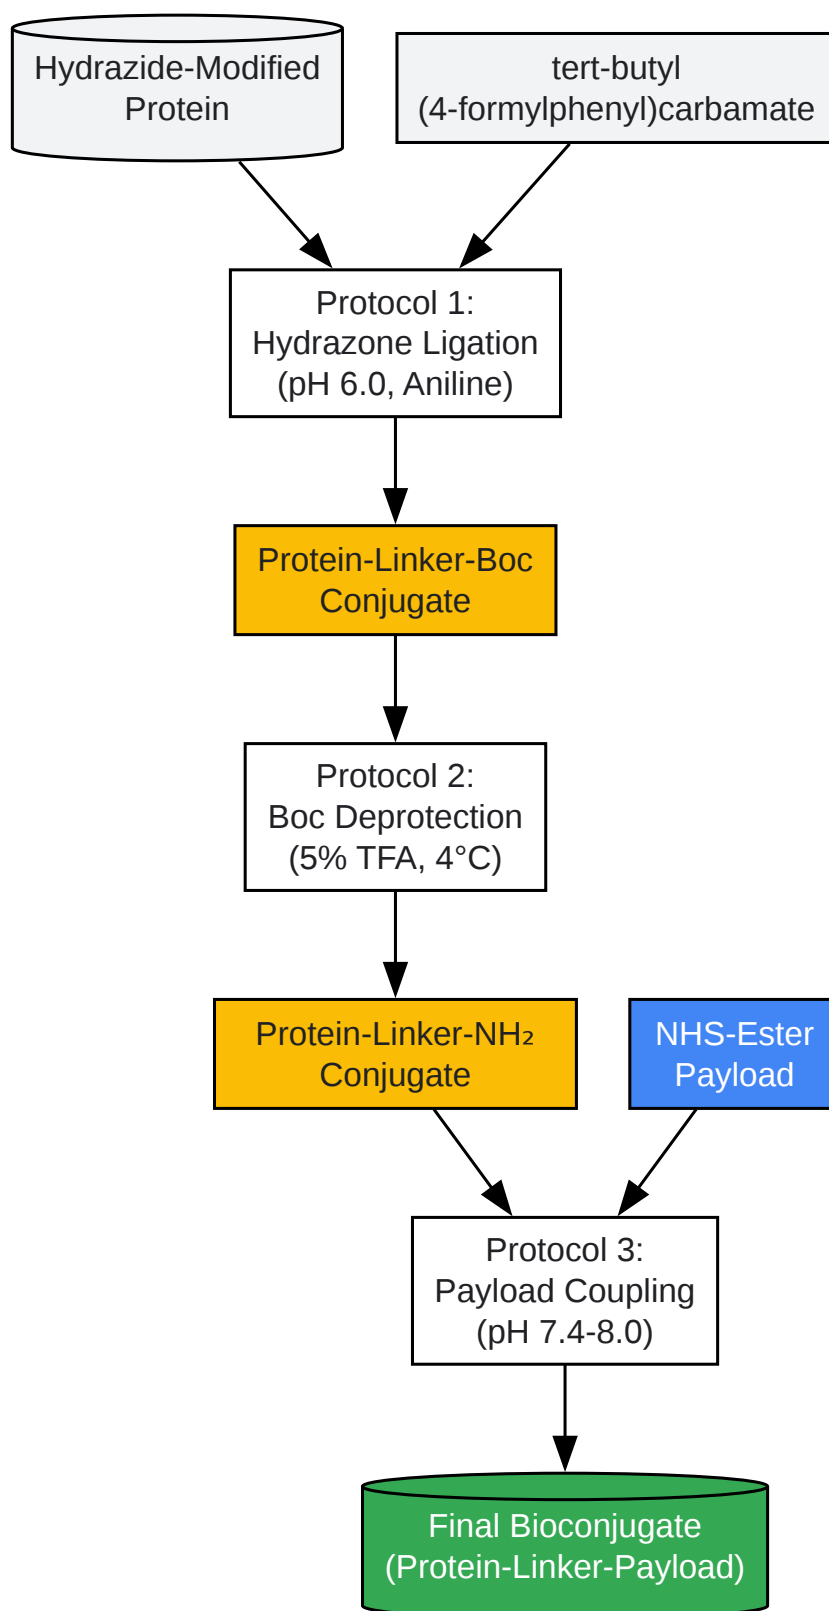 Hydrazide-Modified
Protein
tert-butyl
(4-formylphenyl)carbamate
Protocol 1:
Hydrazone Ligation
(pH 6.0, Aniline)
Protein-Linker-Boc
Conjugate
Protocol 2:
Boc Deprotection
(5% TFA, 4°C)
Protein-Linker-NH₂
Conjugate
NHS-Ester
Payload
Protocol 3:
Payload Coupling
(pH 7.4-8.0)
Final Bioconjugate
(Protein-Linker-Payload)